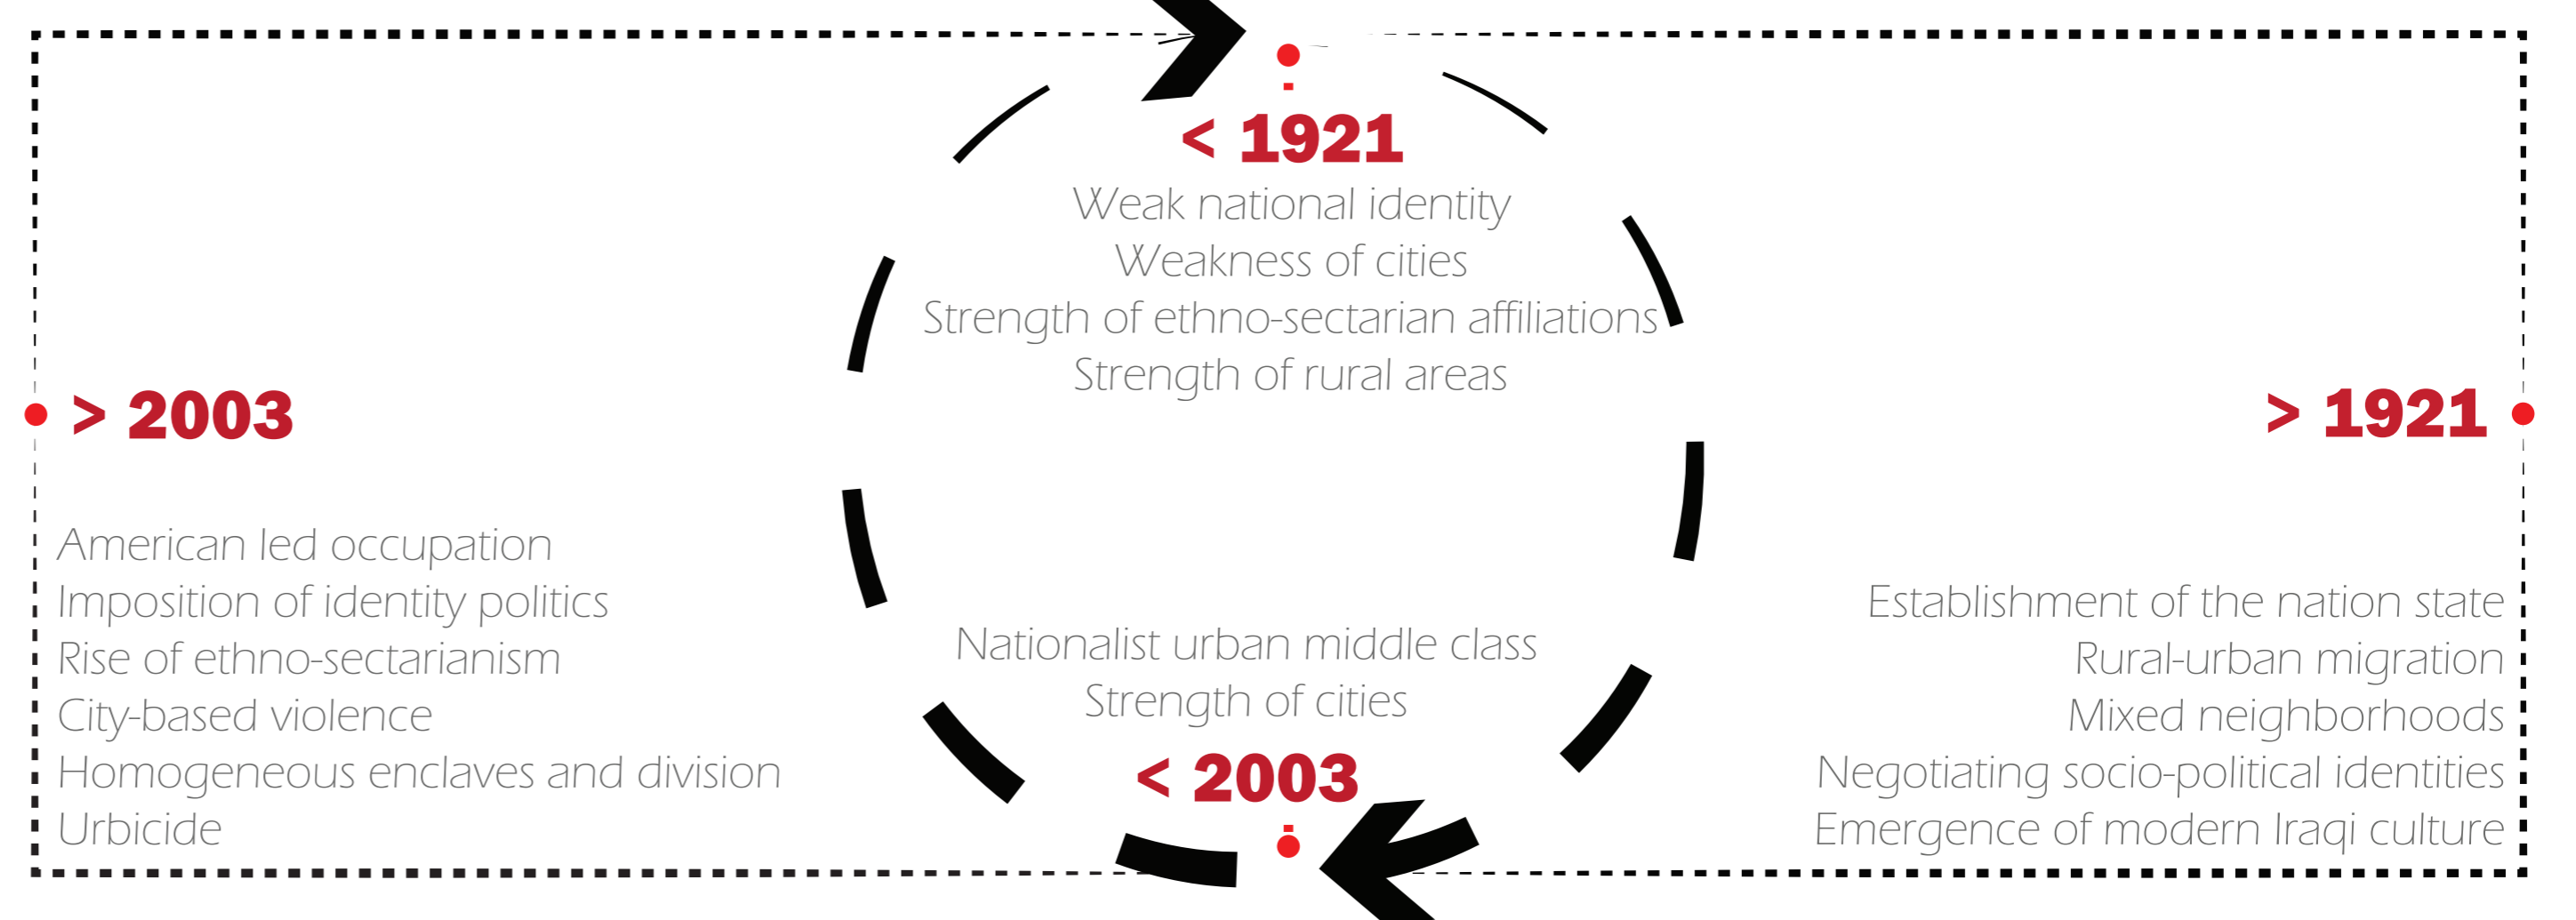 < 1921
Weak national identity
Weakness of cities
Strength of ethno-sectarian affiliations
Strength of rural areas
> 1921
Establishment of the nation state
Rural-urban migration
Mixed neighborhoods
Negotiating socio-political identities
Emergence of modern Iraqi culture
Nationalist urban middle class
Strength of cities
< 2003
> 2003
American led occupation
Imposition of identity politics
Rise of ethno-sectarianism
City-based violence
Homogeneous enclaves and division
Urbicide